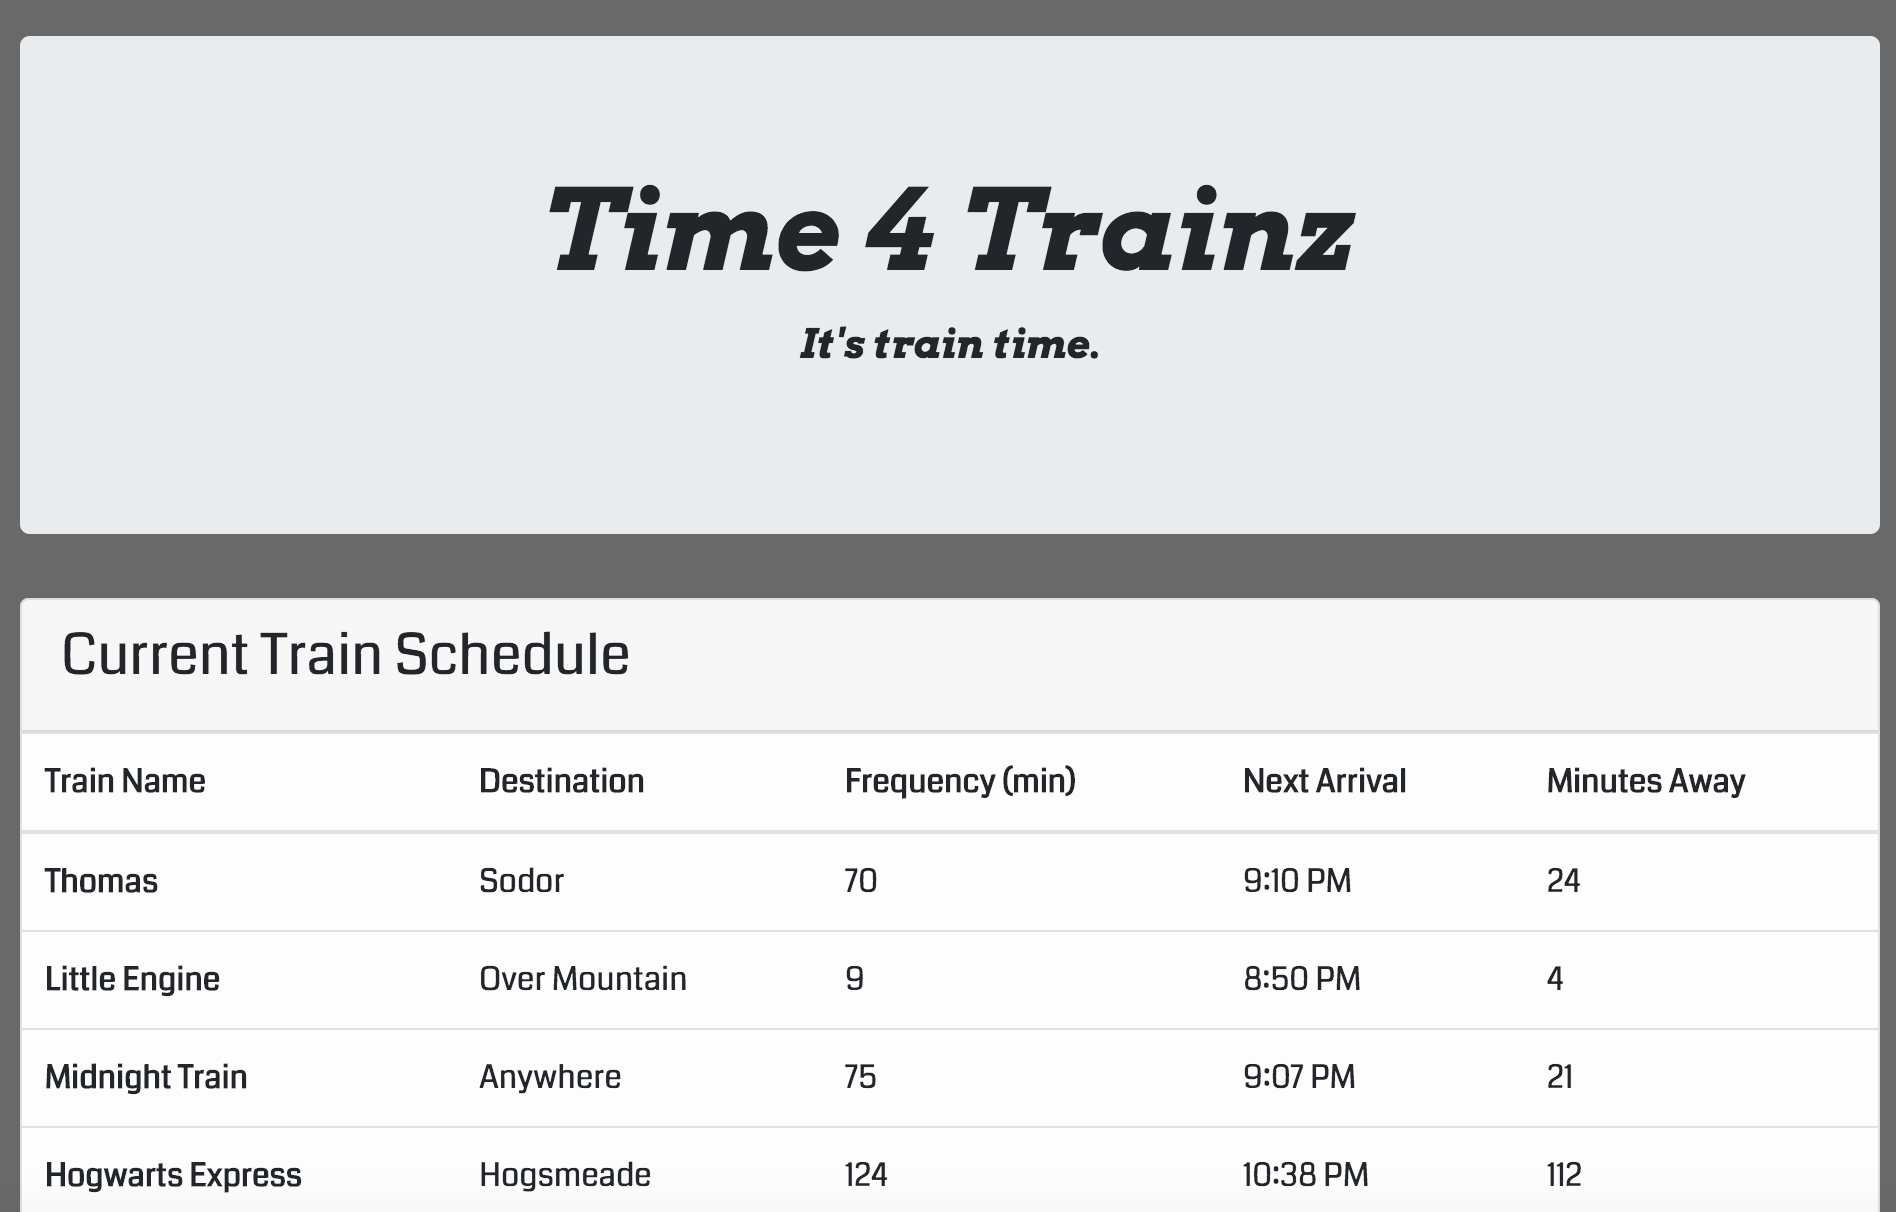 Time 4 Trainz
It's train time.
Current Train Schedule
Train Name Destination Frequency (min) Next Arrival Minutes Away
Thomas Sodor 70 9:10 PM 24
Little Engine Over Mountain 9 8:50 PM 4
Midnight Train Anywhere 75 9:07 PM 21
Hogwarts Express Hogsmeade 124 10:38 PM 112